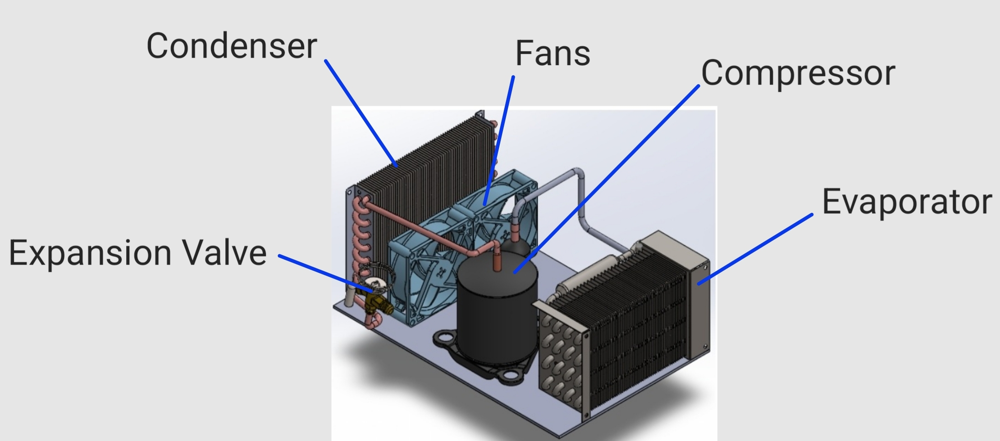 Condenser
Fans
Compressor
Evaporator
Expansion Valve